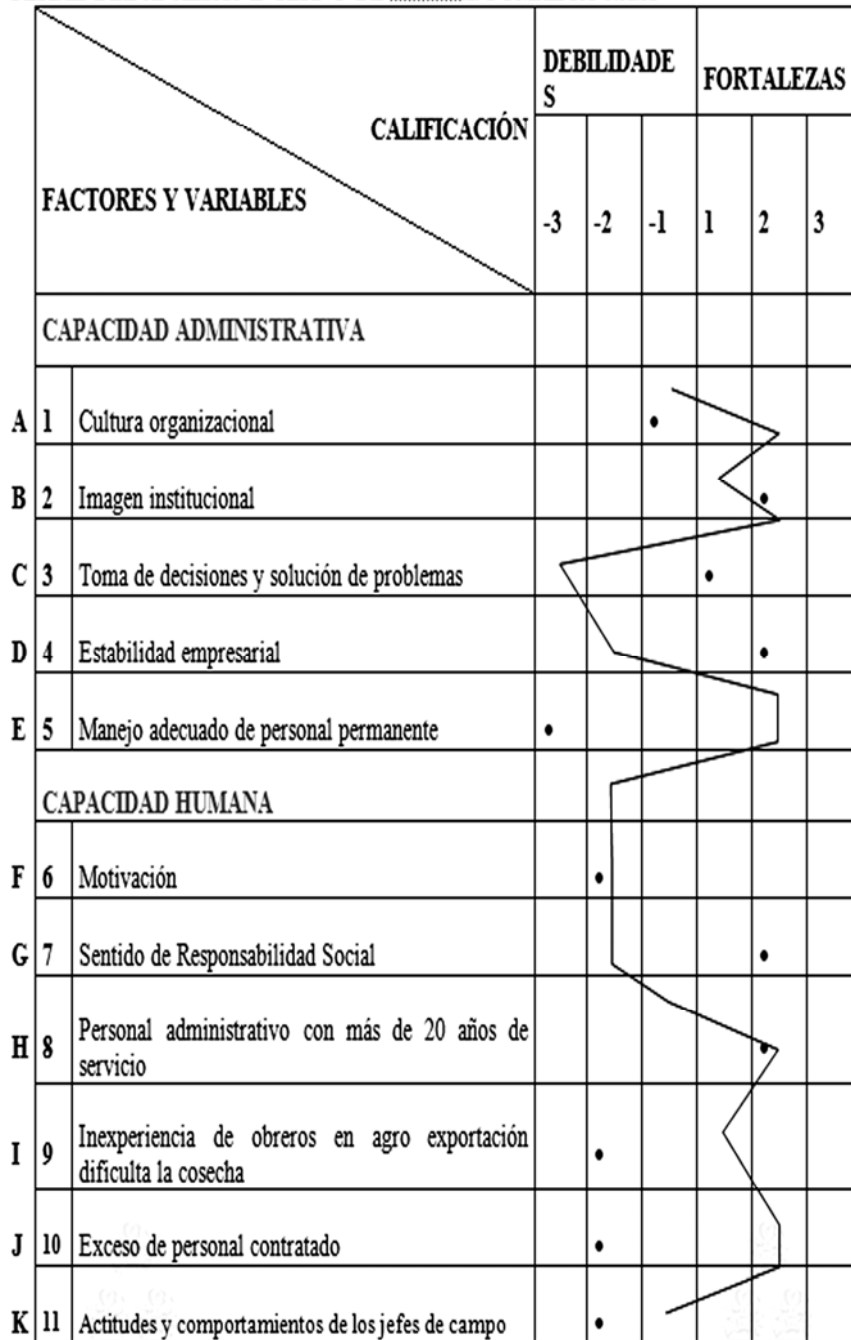 DEBILIDADE
S
FORTALEZAS
CALIFICACIÓN
FACTORES Y VARIABLES
-3 -2 -1 1 2 3
CAPACIDAD ADMINISTRATIVA
A 1 Cultura organizacional
B 2 Imagen institucional
C 3 Toma de decisiones y solución de problemas
D 4 Estabilidad empresarial
E 5 Manejo adecuado de personal permanente
CAPACIDAD HUMANA
F 6 Motivación
G 7 Sentido de Responsabilidad Social
H 8 Personal administrativo con más de 20 años de
servicio
I 9 Inexperiencia de obreros en agro exportación
dificulta la cosecha
J 10 Exceso de personal contratado
K 11 Actitudes y comportamientos de los jefes de campo